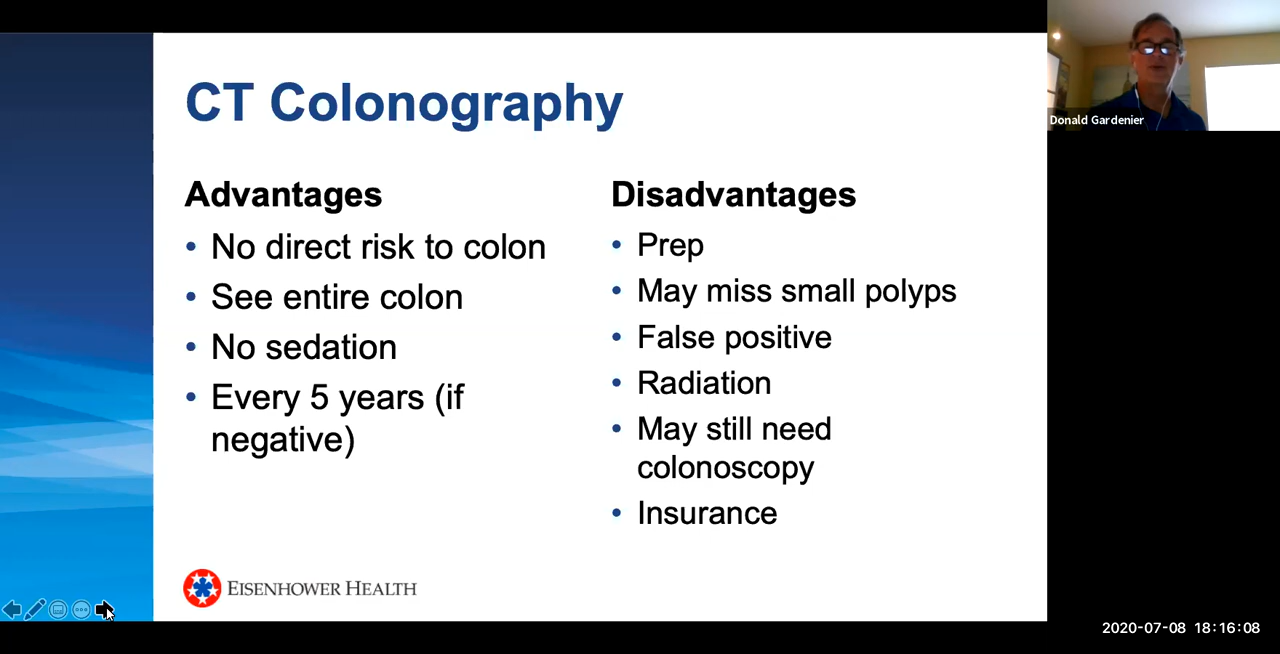 CT Colonography
Advantages
• No direct risk to colon
• See entire colon
• No sedation
• Every 5 years (if
negative)
Disadvantages
• Prep
• May miss small polyps
• False positive
• Radiation
• May still need
colonoscopy
• Insurance
EISENHOWER HEALTH
Donald Gardenier
2020-07-08 18:16:08